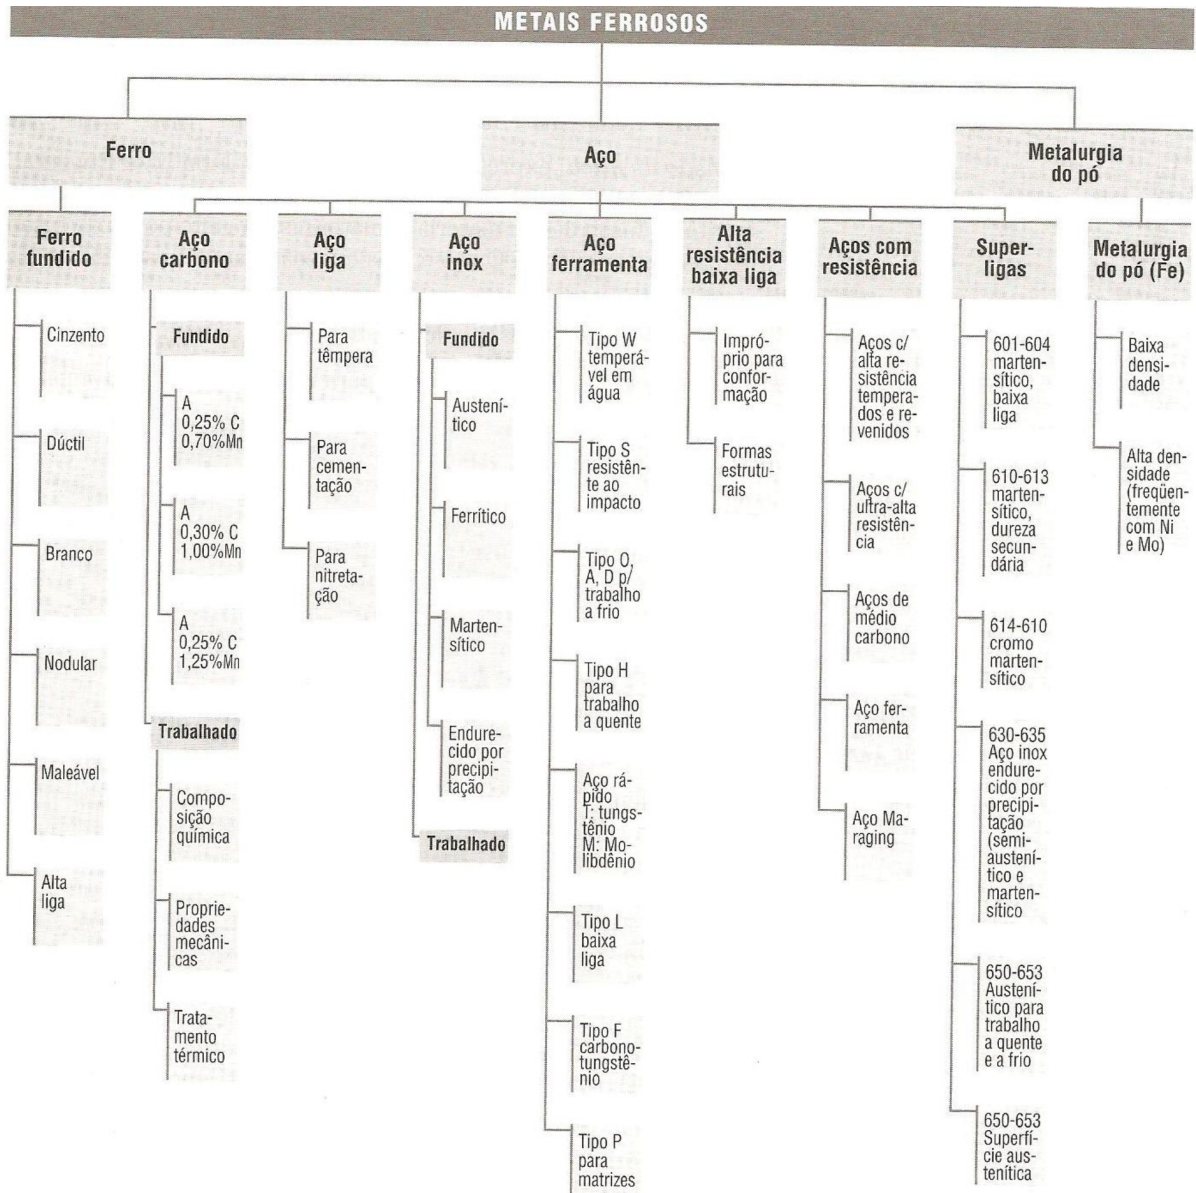 METAIS FERROSOS
Ferro
Aço
Metalurgia
do pó
Ferro
fundido
Cinzento
Dúctil
Branco
Nodular
Maleável
Alta
liga
Aço
carbono
Fundido
A
0,25% C
0,70%Mn
A
0,30% C
1,00%Mn
A
0,25% C
1,25%Mn
Trabalhado
Compo-
sição
química
Proprie-
dades
mecâni-
cas
Trata-
mento
térmico
Aço
liga
Para
têmpera
Para
cemen-
tação
Para
nitreta-
ção
Aço
inox
Fundido
Austení-
tico
Ferrítico
Marten-
sítico
Endure-
cido por
precipi-
tação
Trabalhado
Aço
ferramenta
Tipo W
temperá-
vel em
água
Tipo S
resistên-
te ao
impacto
Tipo O,
A, D p/
trabalho
a frio
Tipo H
para
trabalho
a quente
Aço rá-
pido
T: tungs-
tênio
M: Mo-
libdênio
Tipo L
baixa
liga
Tipo F
carbono-
tungstê-
nio
Tipo P
para
matrizes
Alta
resistência
baixa liga
Impró-
prio para
confor-
mação
Formas
estrutu-
rais
Aços com
resistência
Aços c/
alta re-
sistência
tempera-
dos e re-
venidos
Aços c/
ultra-alta
resistên-
cia
Aços de
médio
carbono
Aço fer-
ramenta
Aço Ma-
raging
Super-
ligas
601-604
marten-
sítico,
baixa
liga
610-613
marten-
sítico,
dureza
secun-
dária
614-610
cromo
marten-
sítico
630-635
Aço inox
endure-
cido por
precipi-
tação
(semi-
austení-
tico e
marten-
sítico
650-653
Austení-
tico para
trabalho
a quente
e a frio
650-653
Superfí-
cie aus-
tenítica
Metalurgia
do pó (Fe)
Baixa
densi-
dade
Alta den-
sidade
(freqüen-
temente
com Ni
e Mo)